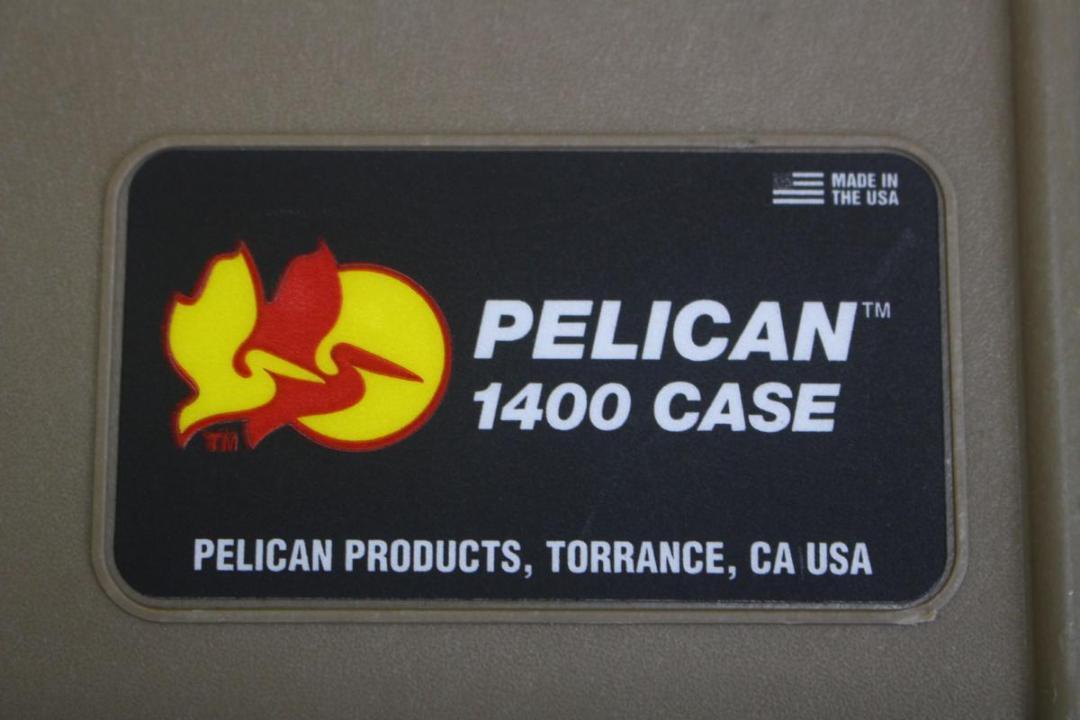 MADE IN
THE USA
PELICAN™
1400 CASE
TM
PELICAN PRODUCTS, TORRANCE, CA USA